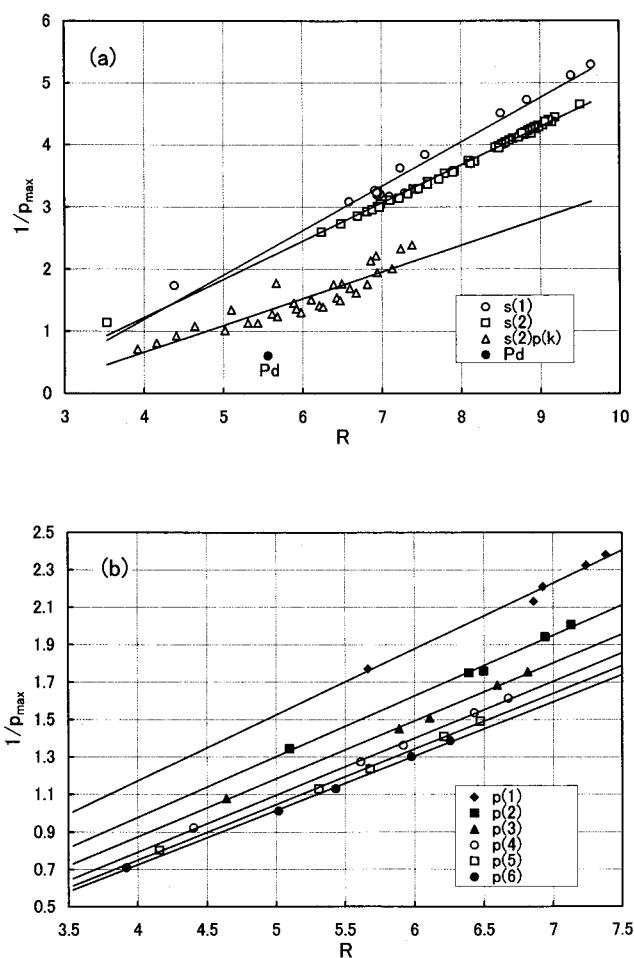 (a)
6
5
4
3
2
1
0
1/pmax
s(1)
s(2)
s(2)p(k)
Pd
Pd
3 4 5 6 7 8 9 10
R
(b)
2.5
2.3
2.1
1.9
1.7
1.5
1.3
1.1
0.9
0.7
0.5
1/pmax
p(1)
p(2)
p(3)
p(4)
p(5)
p(6)
3.5 4 4.5 5 5.5 6 6.5 7 7.5
R